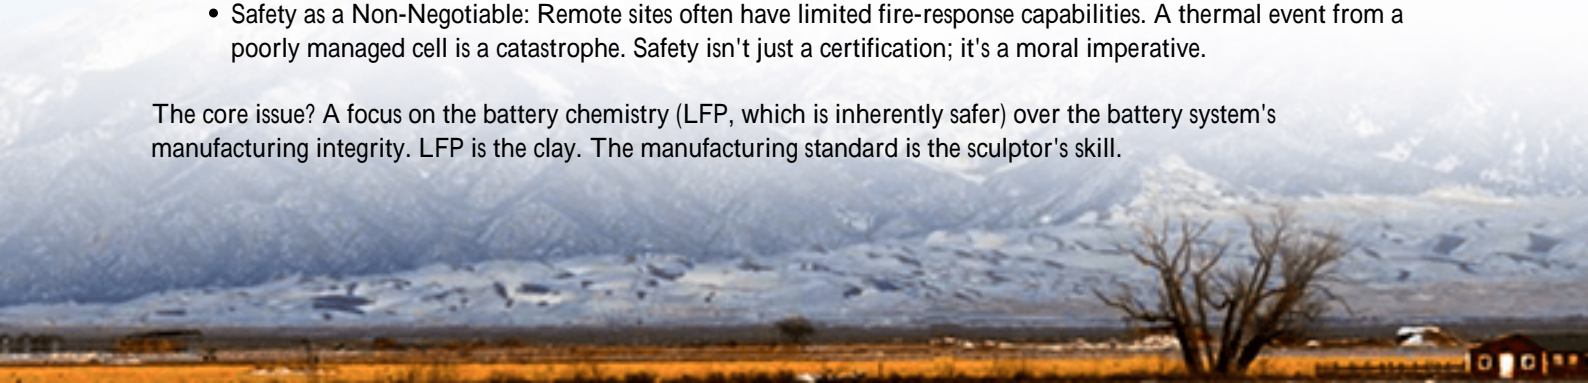 • Safety as a Non-Negotiable: Remote sites often have limited fire-response capabilities. A thermal event from a
poorly managed cell is a catastrophe. Safety isn't just a certification; it's a moral imperative.
The core issue? A focus on the battery chemistry (LFP, which is inherently safer) over the battery system's
manufacturing integrity. LFP is the clay. The manufacturing standard is the sculptor's skill.